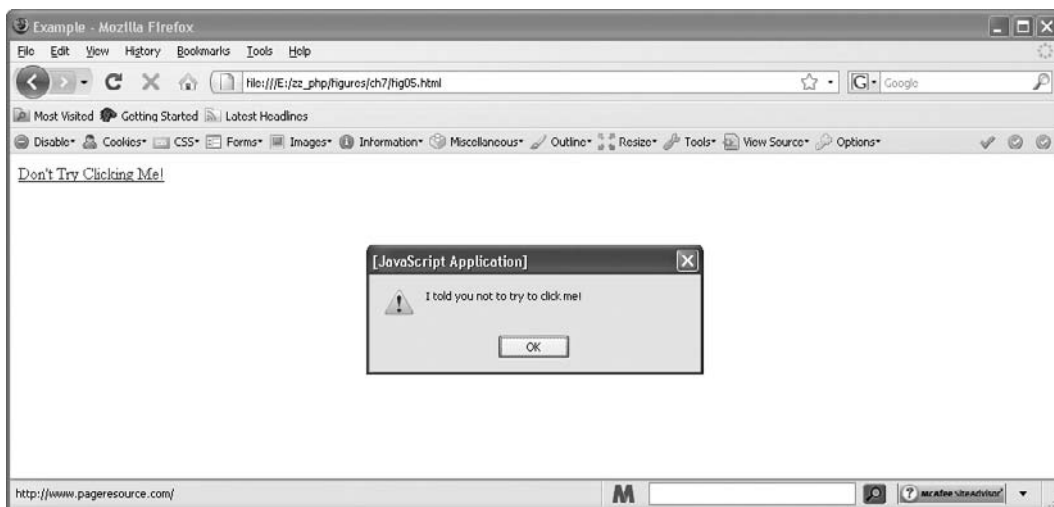 Example - Mozilla Firefox
File Edit View History Bookmarks Tools Help
file:///E:/zz_php/figures/ch7/fig05.html
G Google
Most Visited Getting Started Latest Headlines
Disable Cookies CSS Forms Images Information Miscellaneous Outline Resize Tools View Source Options
Don't Try Clicking Me!
[JavaScript Application]
I told you not to try to click me!
OK
http://www.pageresource.com/
M
McAfee SiteAdvisor